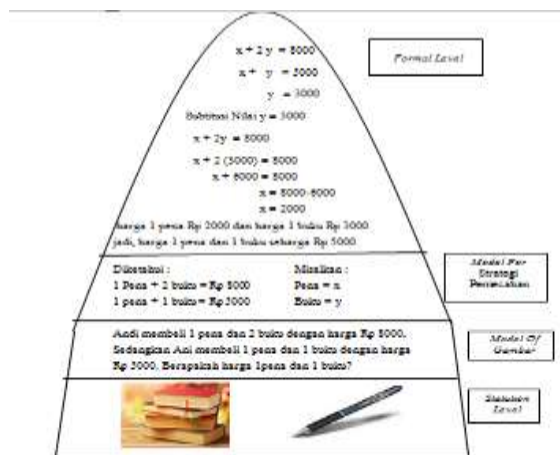 x + 2 y = 8000
x + y = 5000
y = 3000
Subtitusi Nilai y = 3000
x + 2y = 8000
x + 2 (3000) = 8000
x + 6000 = 8000
x = 8000-6000
x = 2000
harga 1 pena Rp 2000 dan harga 1 buku Rp 3000
jadi, harga 1 pena dan 1 buku seharga Rp 5000
Formal Level
Diketahui :
1 Pena + 2 buku = Rp 8000
1 pena + 1 buku = Rp 5000
Misalkan :
Pena = x
Buku = y
Model For
Strategi
Pemecahan
Andi membeli 1 pena dan 2 buku dengan harga Rp 8000,
Sedangkan Ani membeli 1 pena dan 1 buku dengan harga
Rp 5000, Berapakah harga 1pena dan 1 buku?
Model Of
Gambar
Situation
Level